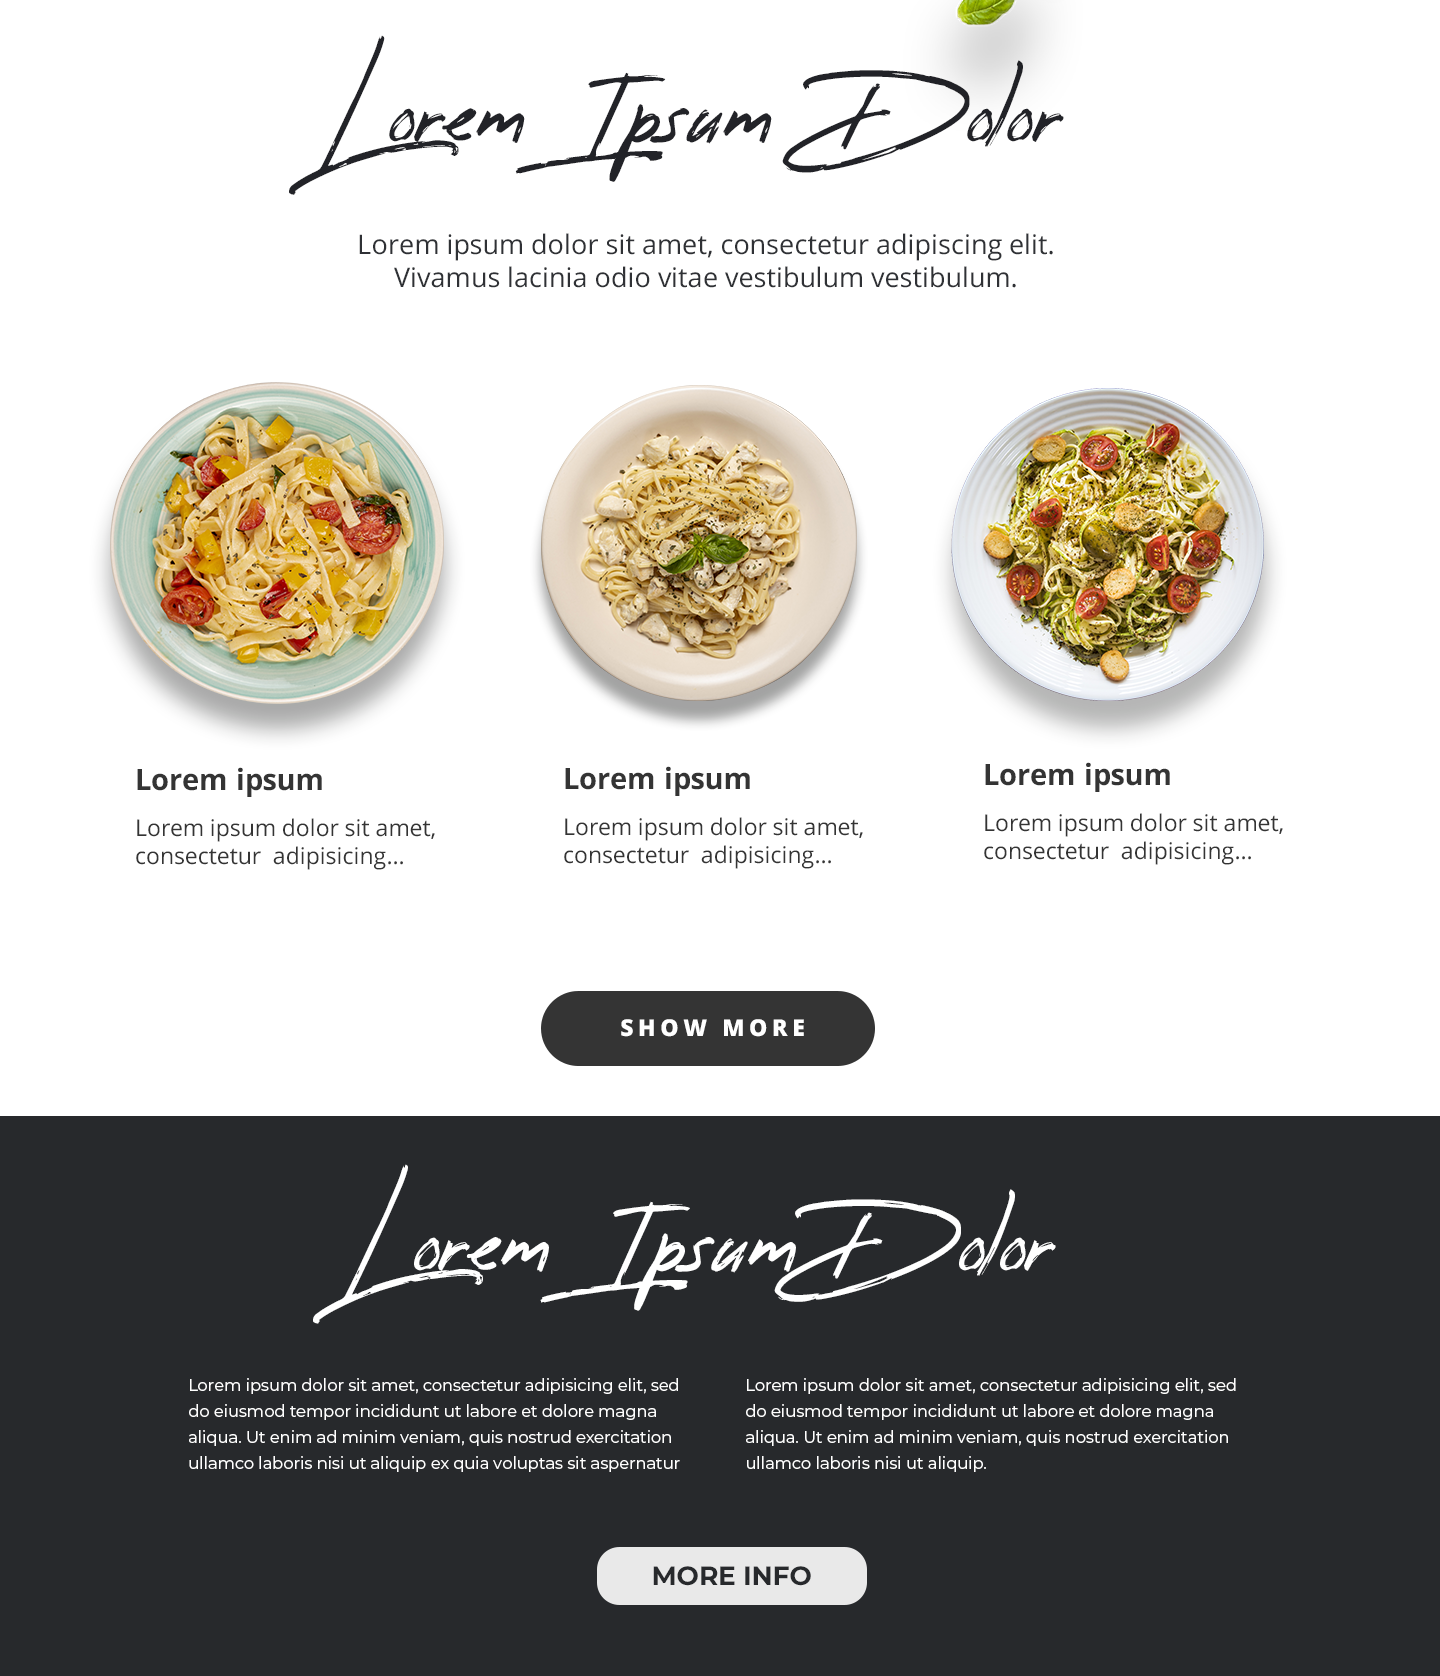 Lorem Ipsum Dolor
Lorem ipsum dolor sit amet, consectetur adipiscing elit.
Vivamus lacinia odio vitae vestibulum vestibulum.
Lorem ipsum
Lorem ipsum dolor sit amet,
consectetur  adipisicing...
Lorem ipsum
Lorem ipsum dolor sit amet,
consectetur  adipisicing...
Lorem ipsum
Lorem ipsum dolor sit amet,
consectetur  adipisicing...
SHOW MORE
Lorem Ipsum Dolor
Lorem ipsum dolor sit amet, consectetur adipisicing elit, sed
do eiusmod tempor incididunt ut labore et dolore magna
aliqua. Ut enim ad minim veniam, quis nostrud exercitation
ullamco laboris nisi ut aliquip ex quia voluptas sit aspernatur
Lorem ipsum dolor sit amet, consectetur adipisicing elit, sed
do eiusmod tempor incididunt ut labore et dolore magna
aliqua. Ut enim ad minim veniam, quis nostrud exercitation
ullamco laboris nisi ut aliquip.
MORE INFO